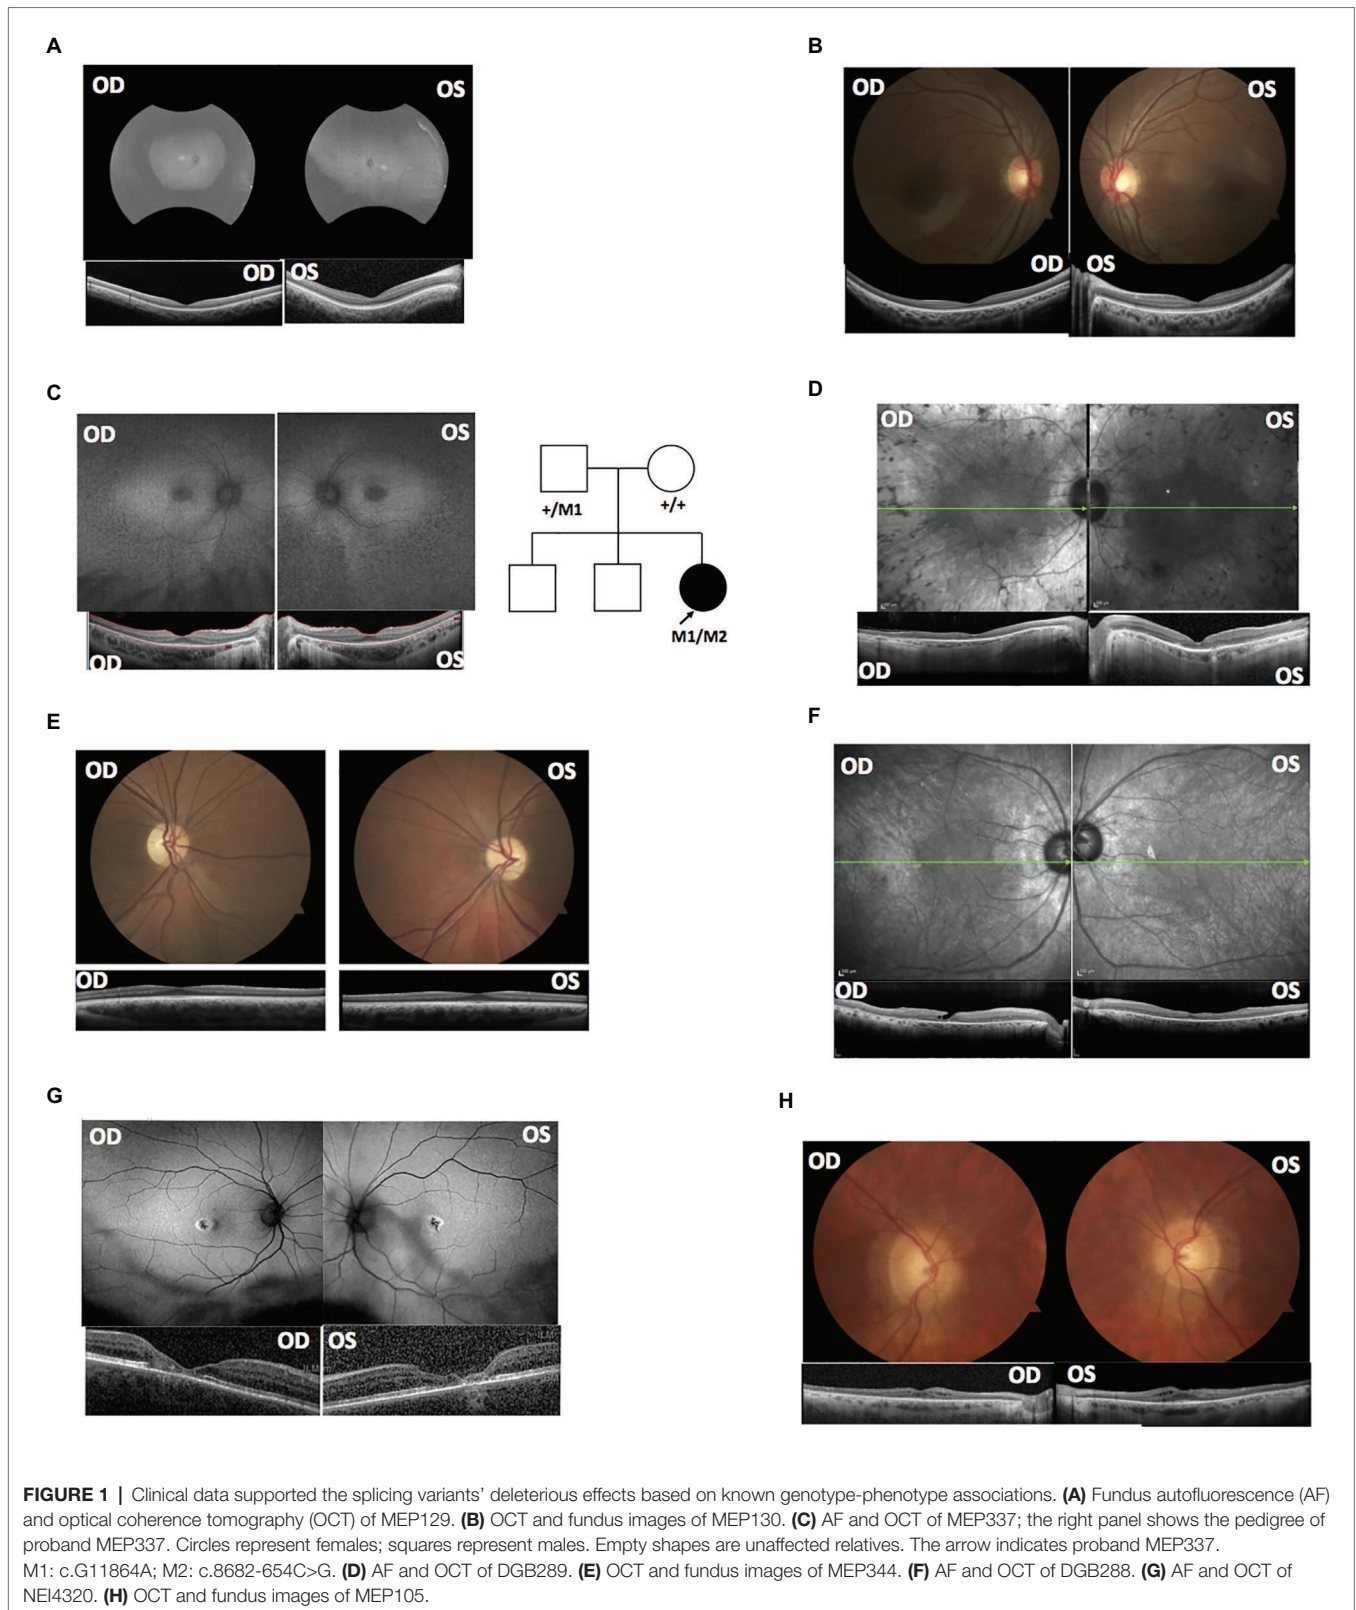 A
OD
OS
OD
OS
B
OD
OS
OD
OS
C
OD
OS
OD
OS
+/M1
+/+
M1/M2
D
OD
OS
OD
OS
E
OD
OS
OD
OS
F
OD
OS
200 µm
200 µm
OD
OS
G
OD
OS
OD
OS
ILM
H
OD
OS
OD
OS
FIGURE 1 | Clinical data supported the splicing variants’ deleterious effects based on known genotype-phenotype associations. (A) Fundus autofluorescence (AF)
and optical coherence tomography (OCT) of MEP129. (B) OCT and fundus images of MEP130. (C) AF and OCT of MEP337; the right panel shows the pedigree of
proband MEP337. Circles represent females; squares represent males. Empty shapes are unaffected relatives. The arrow indicates proband MEP337.
M1: c.G11864A; M2: c.8682-654C>G. (D) AF and OCT of DGB289. (E) OCT and fundus images of MEP344. (F) AF and OCT of DGB288. (G) AF and OCT of
NEI4320. (H) OCT and fundus images of MEP105.